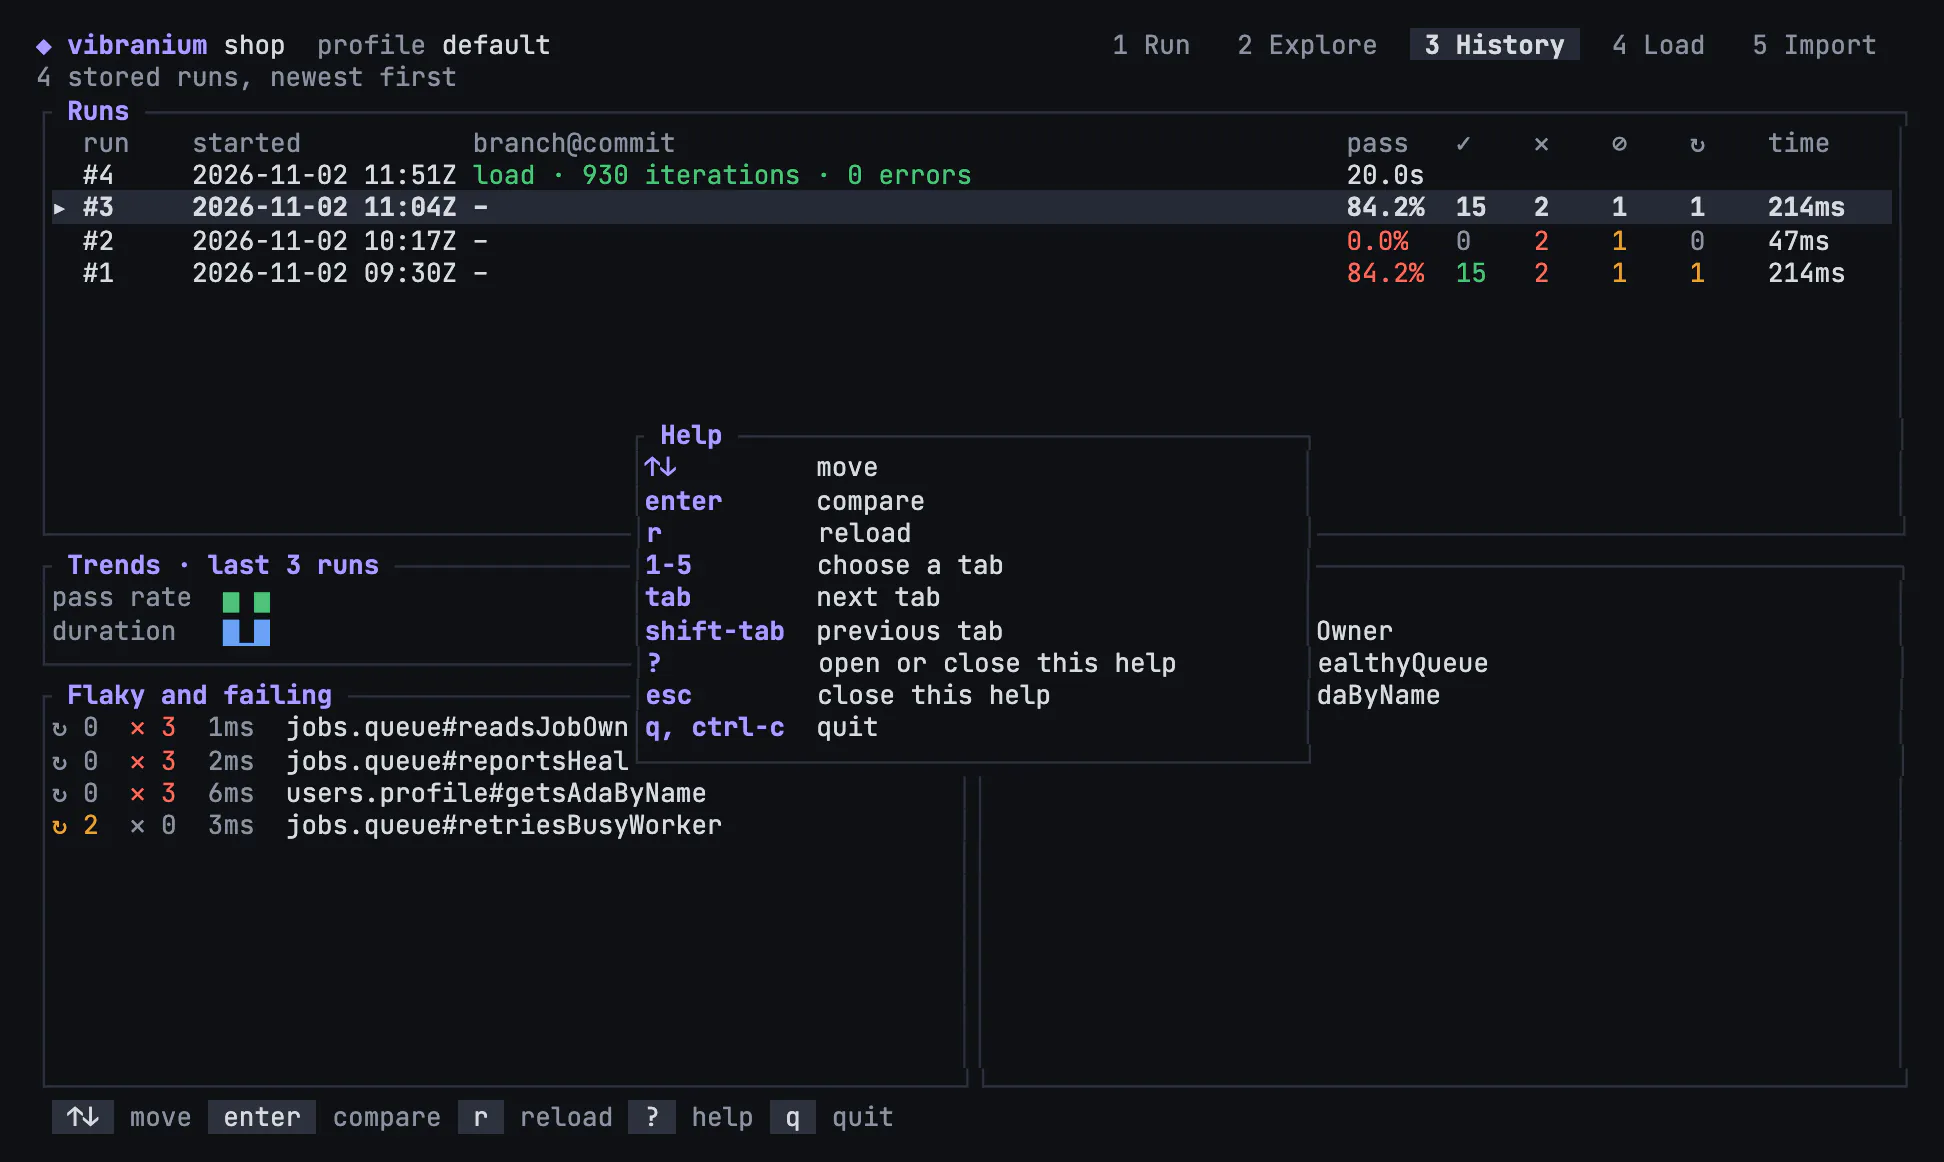 ◆ vibranium shop  profile default  1 Run  2 Explore  3 History  4 Load  5 Import
4 stored runs, newest first
Runs
run  started  branch@commit  pass  ✓  ×  ⊘  ↻  time
#4  2026-11-02 11:51Z  load · 930 iterations · 0 errors  20.0s
▶ #3  2026-11-02 11:04Z  –  84.2%  15  2  1  1  214ms
#2  2026-11-02 10:17Z  –  0.0%  0  2  1  0  47ms
#1  2026-11-02 09:30Z  –  84.2%  15  2  1  1  214ms
Help
↑↓  move
enter  compare
r  reload
1-5  choose a tab
tab  next tab
shift-tab  previous tab
?  open or close this help
esc  close this help
q, ctrl-c  quit
Trends · last 3 runs
pass rate
duration
Owner
ealthyQueue
daByName
Flaky and failing
↻ 0  × 3  1ms  jobs.queue#readsJobOwn
↻ 0  × 3  2ms  jobs.queue#reportsHeal
↻ 0  × 3  6ms  users.profile#getsAdaByName
↻ 2  × 0  3ms  jobs.queue#retriesBusyWorker
↑↓ move  enter compare  r reload  ? help  q quit